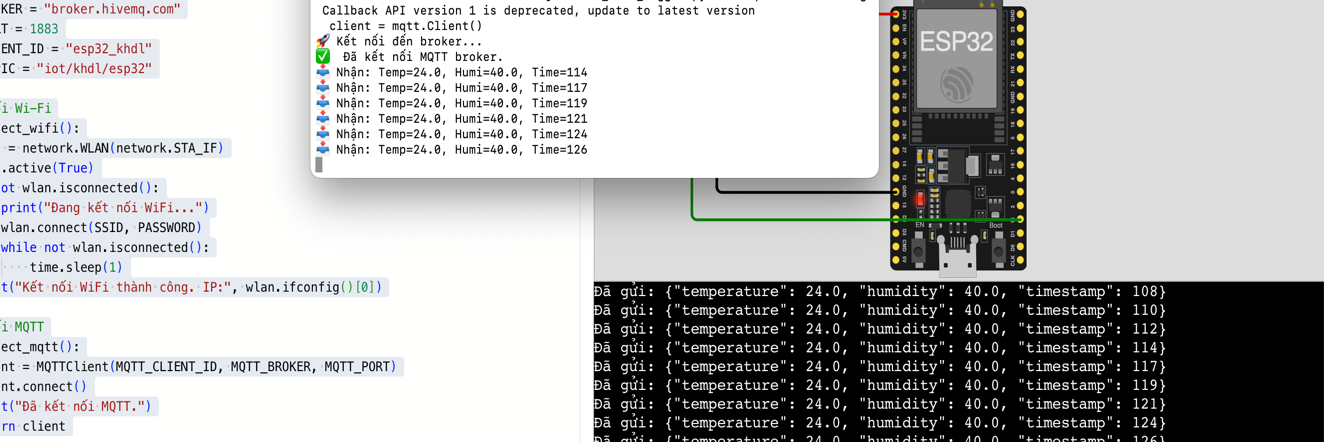 KER = "broker.hivemq.com"
T = 1883
ENT_ID = "esp32_khdl"
IC = "iot/khdl/esp32"
i Wi-Fi
ect_wifi():
= network.WLAN(network.STA_IF)
.active(True)
ot wlan.isconnected():
print("Đang kết nối WiFi...")
wlan.connect(SSID, PASSWORD)
while not wlan.isconnected():
time.sleep(1)
t("Kết nối WiFi thành công. IP:", wlan.ifconfig()[0])
i MQTT
ect_mqtt():
nt = MQTTClient(MQTT_CLIENT_ID, MQTT_BROKER, MQTT_PORT)
nt.connect()
t("Đã kết nối MQTT.")
rn client
Callback API version 1 is deprecated, update to latest version
client = mqtt.Client()
🚀 Kết nối đến broker...
✅ Đã kết nối MQTT broker.
📥 Nhận: Temp=24.0, Humi=40.0, Time=114
📥 Nhận: Temp=24.0, Humi=40.0, Time=117
📥 Nhận: Temp=24.0, Humi=40.0, Time=119
📥 Nhận: Temp=24.0, Humi=40.0, Time=121
📥 Nhận: Temp=24.0, Humi=40.0, Time=124
📥 Nhận: Temp=24.0, Humi=40.0, Time=126
ESP32
EN
Boot
Đã gửi: {"temperature": 24.0, "humidity": 40.0, "timestamp": 108}
Đã gửi: {"temperature": 24.0, "humidity": 40.0, "timestamp": 110}
Đã gửi: {"temperature": 24.0, "humidity": 40.0, "timestamp": 112}
Đã gửi: {"temperature": 24.0, "humidity": 40.0, "timestamp": 114}
Đã gửi: {"temperature": 24.0, "humidity": 40.0, "timestamp": 117}
Đã gửi: {"temperature": 24.0, "humidity": 40.0, "timestamp": 119}
Đã gửi: {"temperature": 24.0, "humidity": 40.0, "timestamp": 121}
Đã gửi: {"temperature": 24.0, "humidity": 40.0, "timestamp": 124}
Đã gửi: {"temperature": 24.0, "humidity": 40.0, "timestamp": 126}